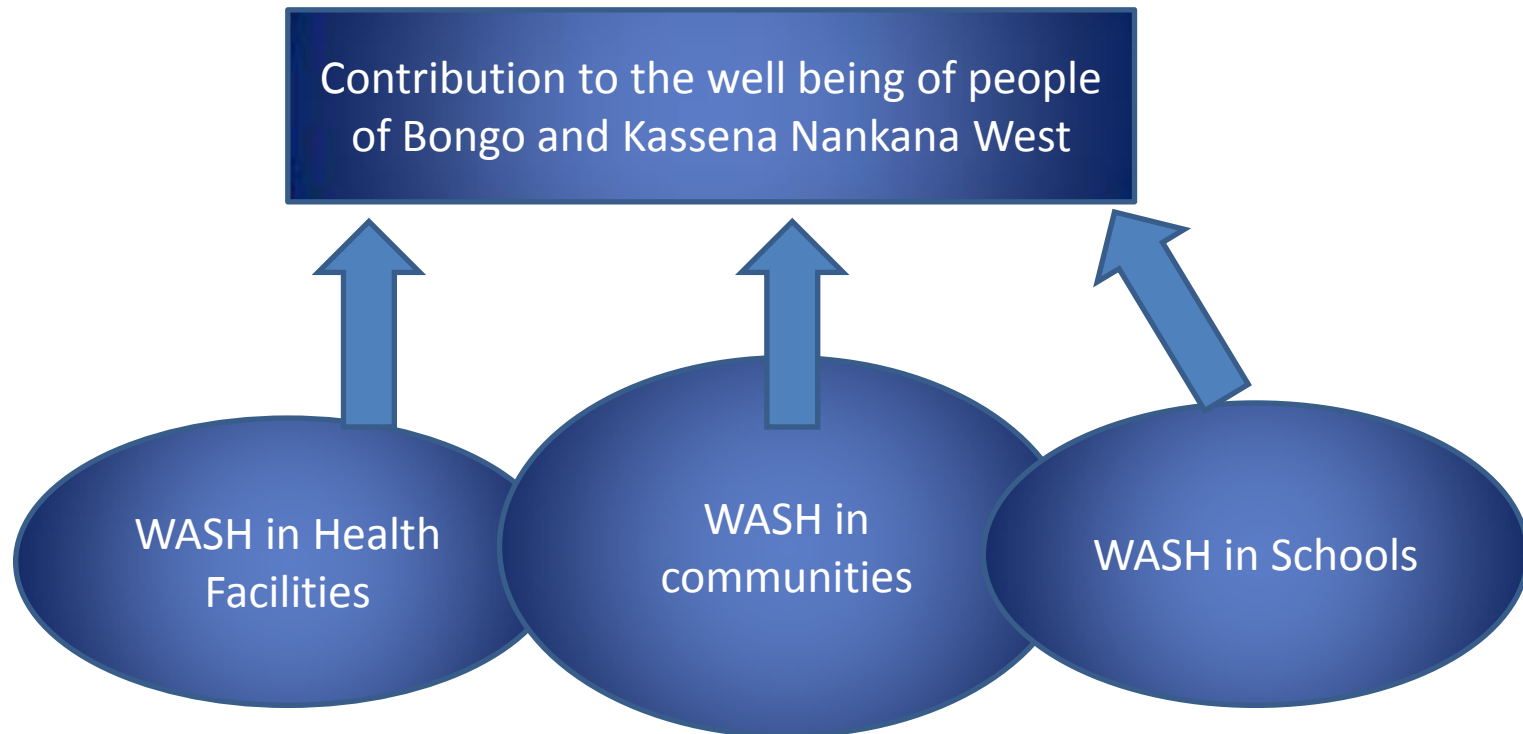 Contribution to the well being of people
of Bongo and Kassena Nankana West
WASH in Health
Facilities
WASH in
communities
WASH in Schools